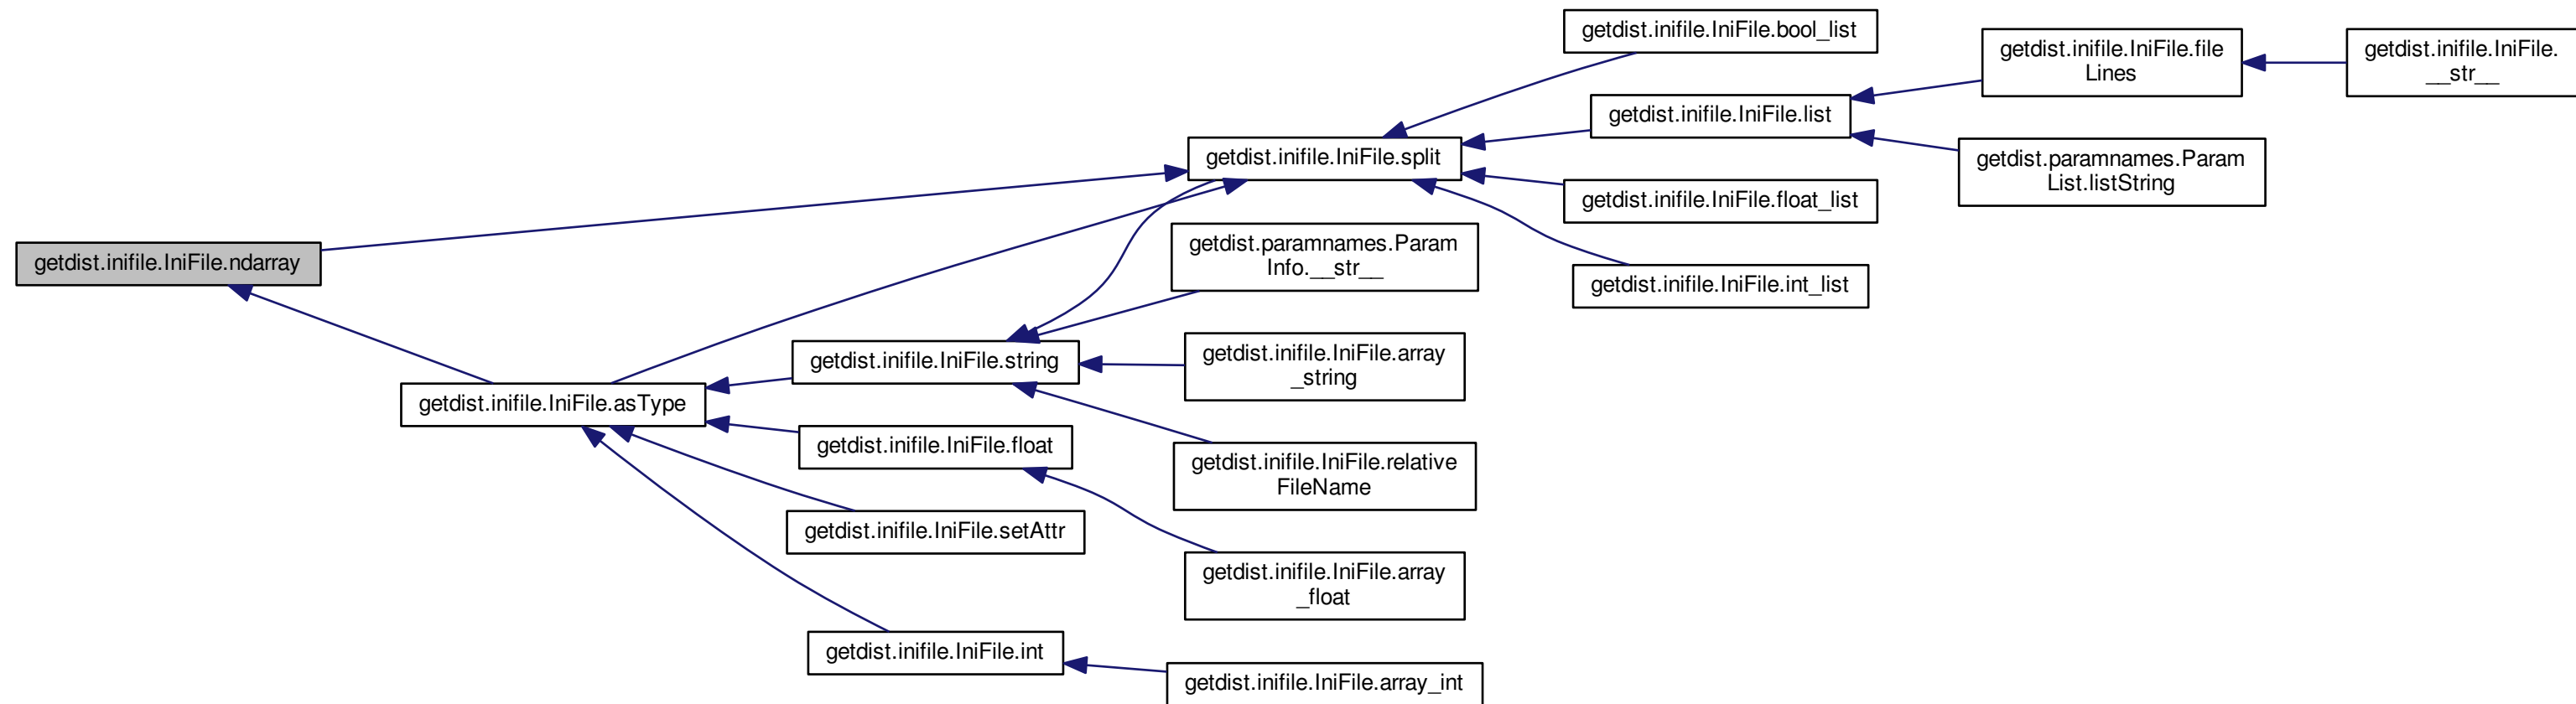 getdist.inifile.IniFile.bool_list
getdist.inifile.IniFile.file
Lines
getdist.inifile.IniFile.
__str__
getdist.inifile.IniFile.list
getdist.inifile.IniFile.split
getdist.paramnames.Param
List.listString
getdist.inifile.IniFile.float_list
getdist.paramnames.Param
Info.__str__
getdist.inifile.IniFile.ndarray
getdist.inifile.IniFile.int_list
getdist.inifile.IniFile.string
getdist.inifile.IniFile.array
_string
getdist.inifile.IniFile.asType
getdist.inifile.IniFile.float
getdist.inifile.IniFile.relative
FileName
getdist.inifile.IniFile.setAttr
getdist.inifile.IniFile.array
_float
getdist.inifile.IniFile.int
getdist.inifile.IniFile.array_int